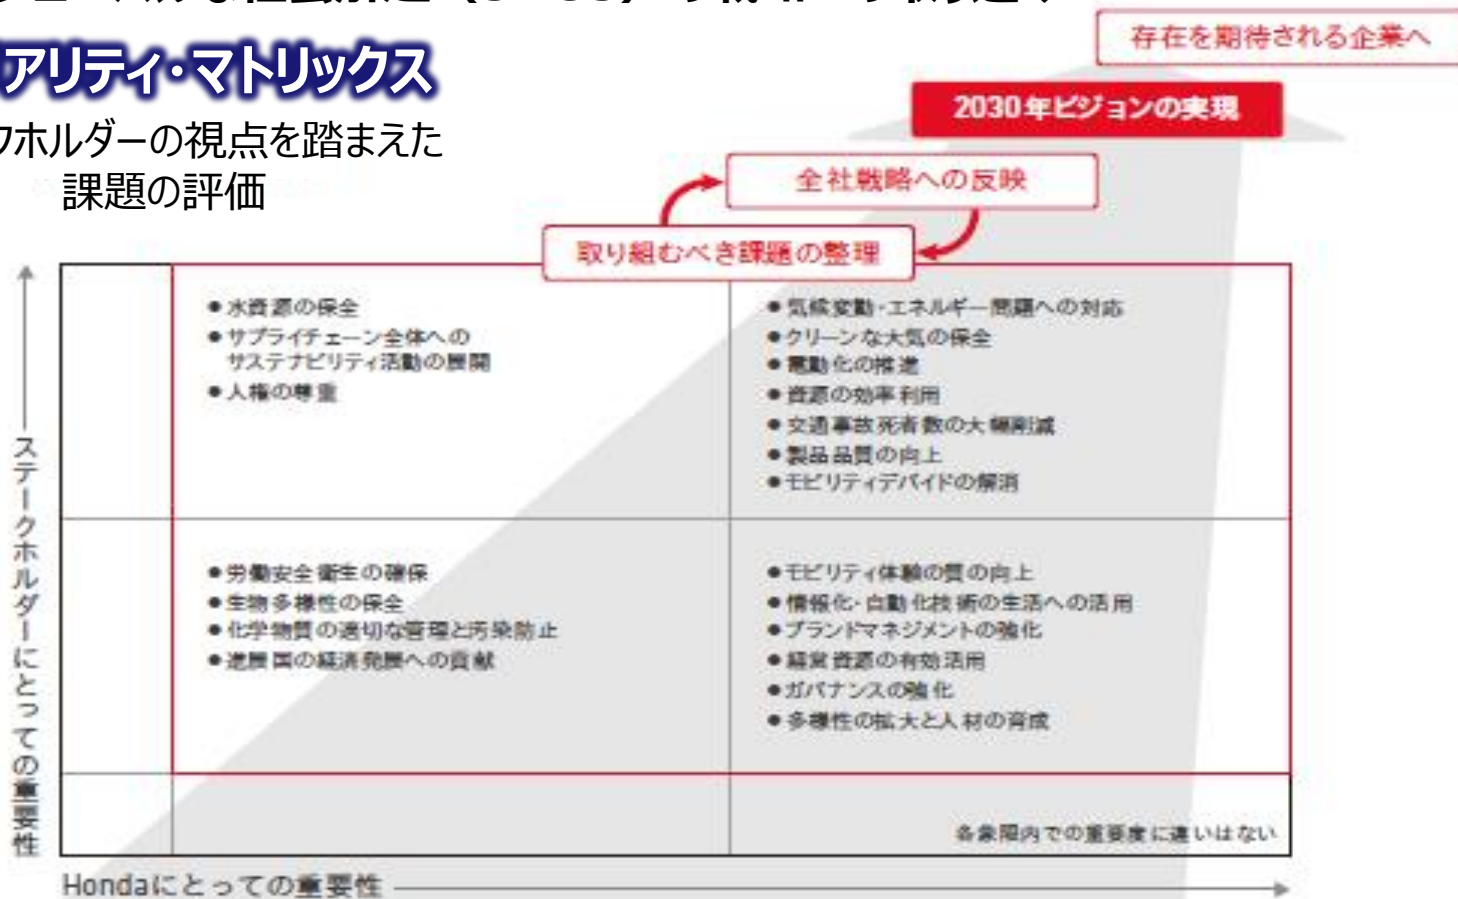 アリティ・マトリックス
クホルダーの視点を踏まえた
課題の評価
存在を期待される企業へ
2030年ビジョンの実現
全社戦略への反映
取り組むべき課題の整理
ステークホルダーにとっての重要性
●水資源の保全
●サプライチェーン全体への
サステナビリティ活動の展開
●人権の尊重
●気候変動・エネルギー問題への対応
●クリーンな大気の保全
●電動化の推進
●資源の効率利用
●交通事故死者数の大幅削減
●製品品質の向上
●モビリティデバイドの解消
●労働安全衛生の確保
●生物多様性の保全
●化学物質の適切な管理と汚染防止
●進展国の経済発展への貢献
●モビリティ体験の質の向上
●情報化・自動化技術の生活への活用
●ブランドマネジメントの強化
●経営資源の有効活用
●ガバナンスの強化
●多様性の拡大と人材の育成
各象限内での重要度に違いはない
Hondaにとっての重要性